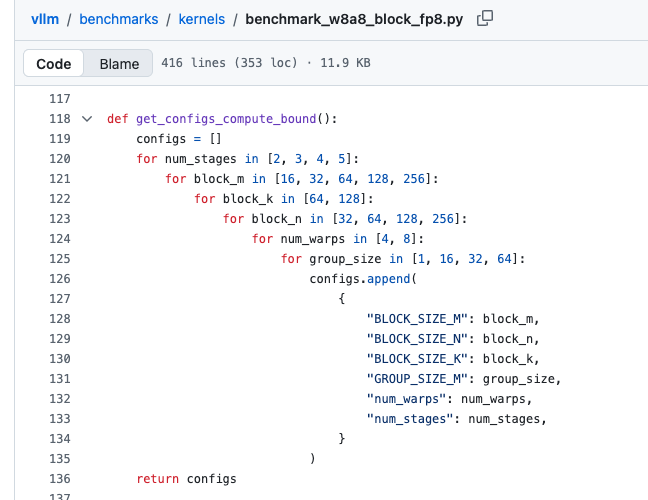 vllm / benchmarks / kernels / benchmark_w8a8_block_fp8.py
Code Blame 416 lines (353 loc) · 11.9 KB
117
118 def get_configs_compute_bound():
119     configs = []
120     for num_stages in [2, 3, 4, 5]:
121         for block_m in [16, 32, 64, 128, 256]:
122             for block_k in [64, 128]:
123                 for block_n in [32, 64, 128, 256]:
124                     for num_warps in [4, 8]:
125                         for group_size in [1, 16, 32, 64]:
126                             configs.append(
127                                 {
128                                     "BLOCK_SIZE_M": block_m,
129                                     "BLOCK_SIZE_N": block_n,
130                                     "BLOCK_SIZE_K": block_k,
131                                     "GROUP_SIZE_M": group_size,
132                                     "num_warps": num_warps,
133                                     "num_stages": num_stages,
134                                 }
135                             )
136     return configs
137